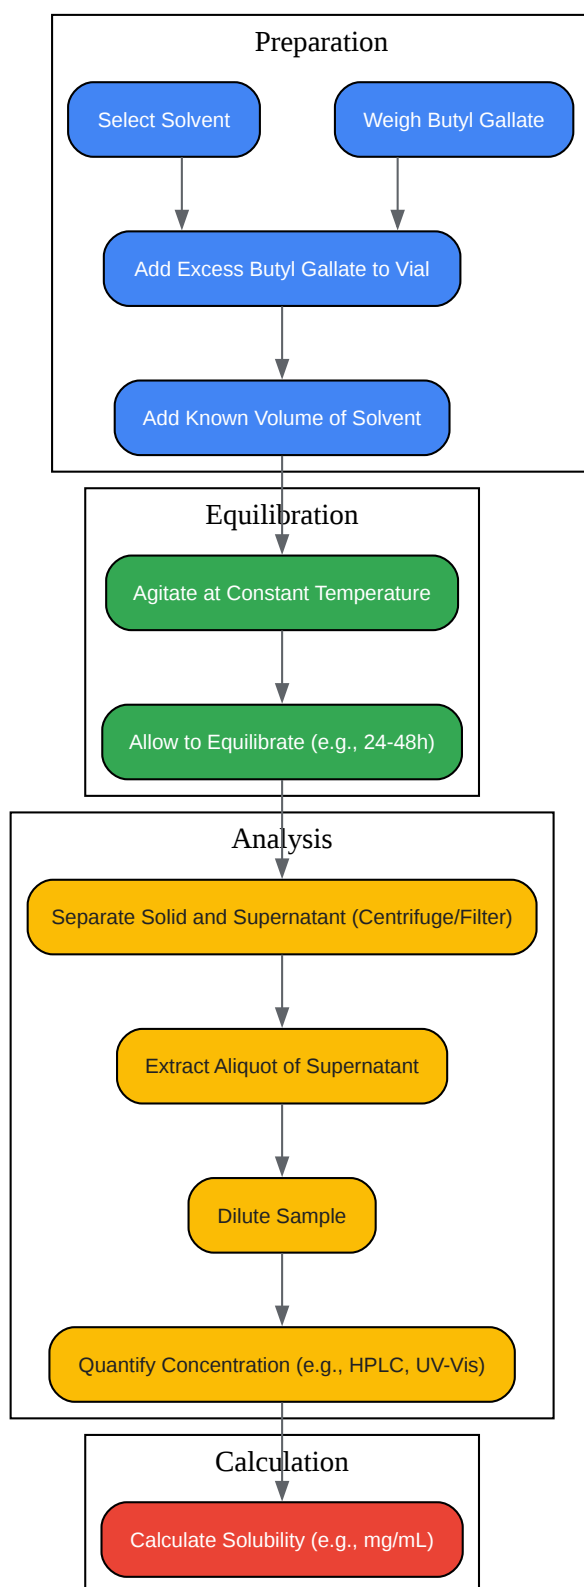 Preparation
Select Solvent
Weigh Butyl Gallate
Add Excess Butyl Gallate to Vial
Add Known Volume of Solvent
Equilibration
Agitate at Constant Temperature
Allow to Equilibrate (e.g., 24-48h)
Analysis
Separate Solid and Supernatant (Centrifuge/Filter)
Extract Aliquot of Supernatant
Dilute Sample
Quantify Concentration (e.g., HPLC, UV-Vis)
Calculation
Calculate Solubility (e.g., mg/mL)